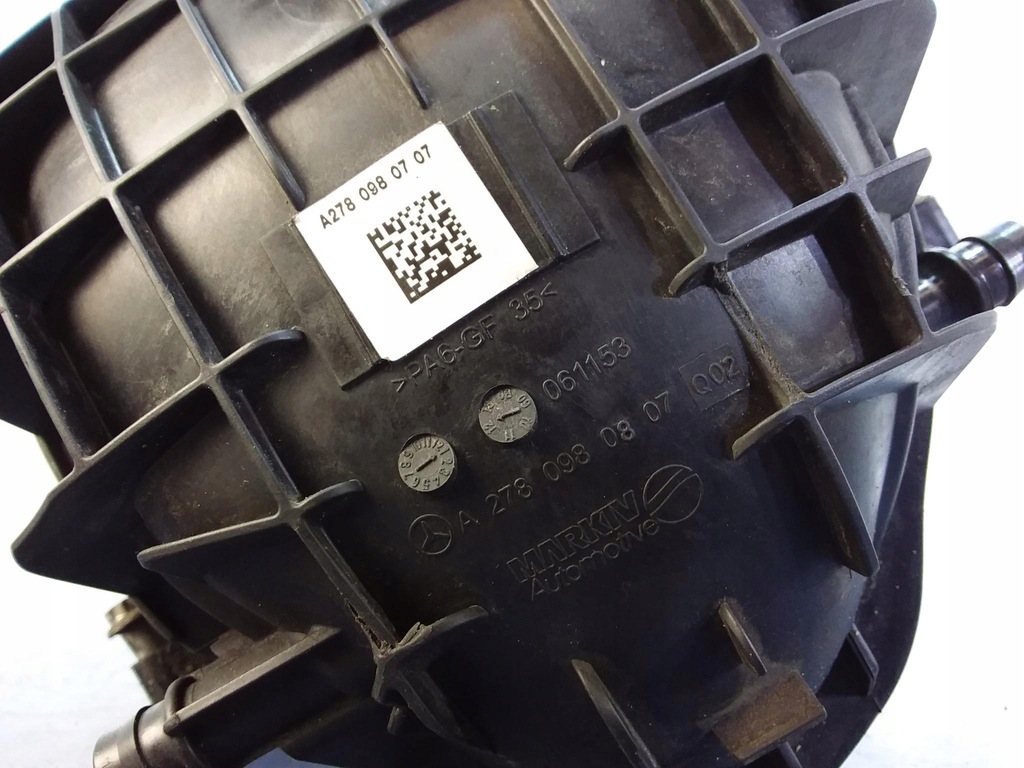 A278 098 07 07
>PA6-GF 35<
061153
A 278 098 08 07 Q02
MARKIV
Automotive